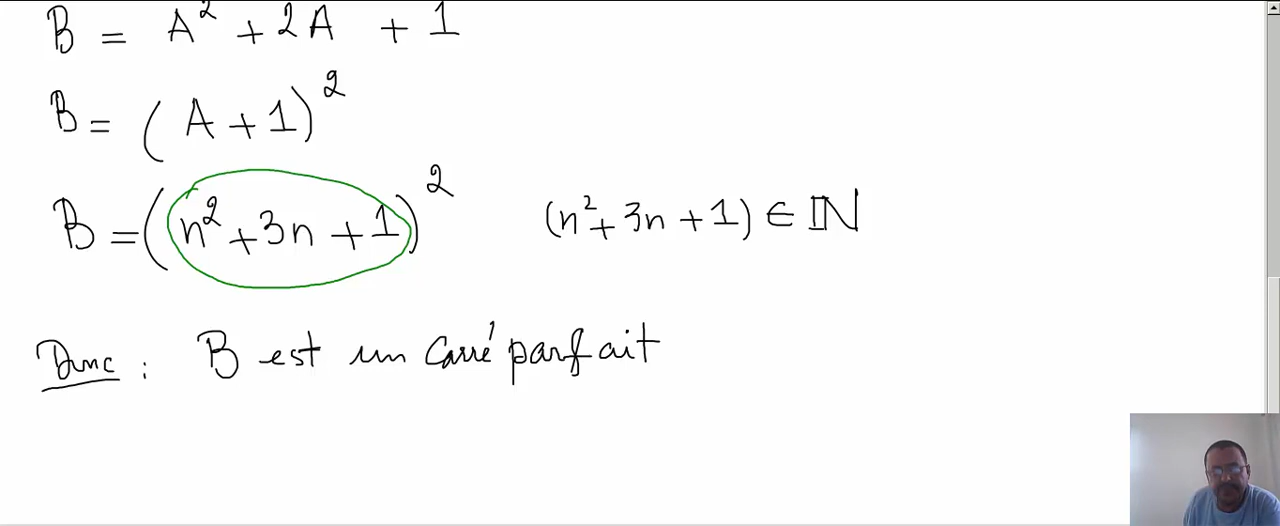 B = A² + 2A + 1
B = (A + 1)²
B = (n² + 3n + 1)² (n² + 3n + 1) ∈ ℕ
Donc : B est un carré parfait